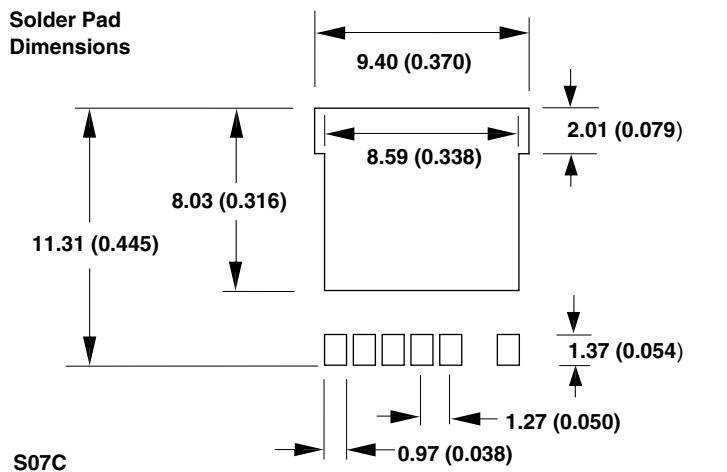 Solder Pad
Dimensions
9.40 (0.370)
2.01 (0.079)
8.59 (0.338)
8.03 (0.316)
11.31 (0.445)
1.37 (0.054)
1.27 (0.050)
0.97 (0.038)
S07C